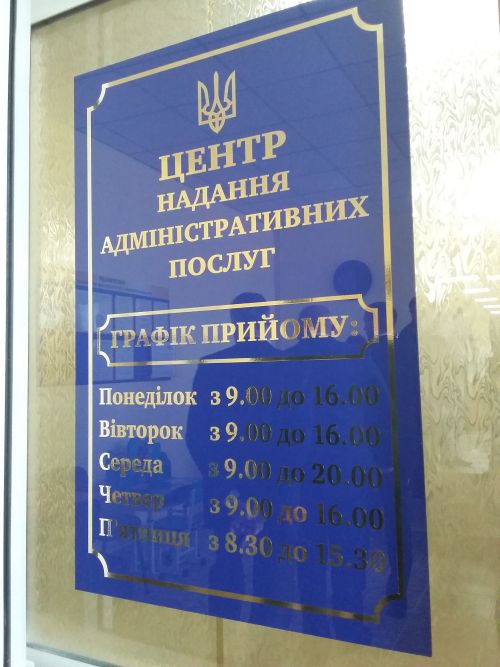 ЦЕНТР
НАДАННЯ
АДМІНІСТРАТИВНИХ
ПОСЛУГ
ГРАФІК ПРИЙОМУ:
Понеділок з 9.00 до 16.00
Вівторок з 9.00 до 16.00
Середа з 9.00 до 20.00
Четвер з 9.00 до 16.00
П'ятниця з 8.30 до 15.30